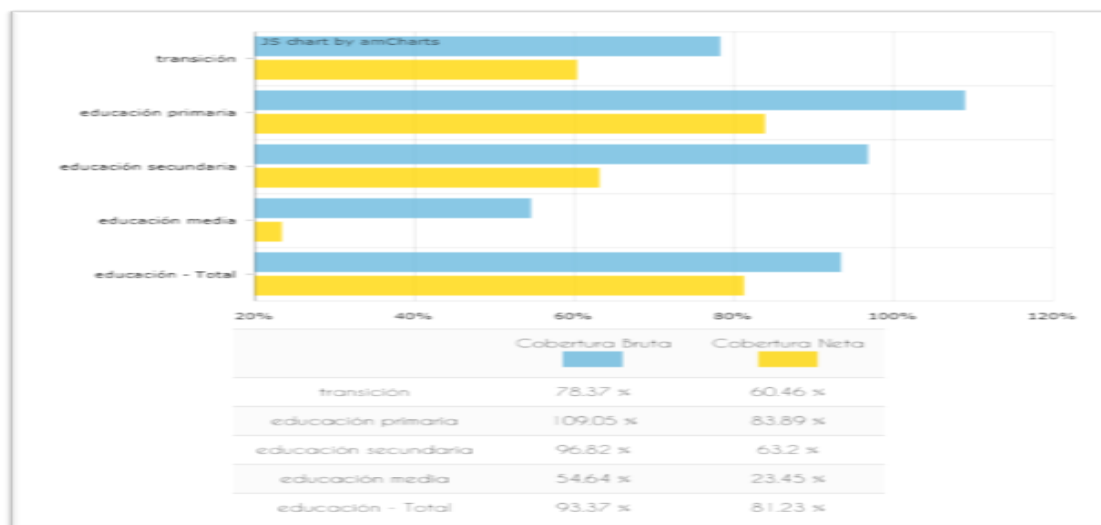 JS chart by amCharts
transición
educación primaria
educación secundaria
educación media
educación - Total
20% 40% 60% 80% 100% 120%
Cobertura Bruta Cobertura Neta
transición 78.37 % 60.46 %
educación primaria 109.05 % 83.89 %
educación secundaria 96.82 % 63.2 %
educación media 54.64 % 23.45 %
educación - Total 93.37 % 81.23 %